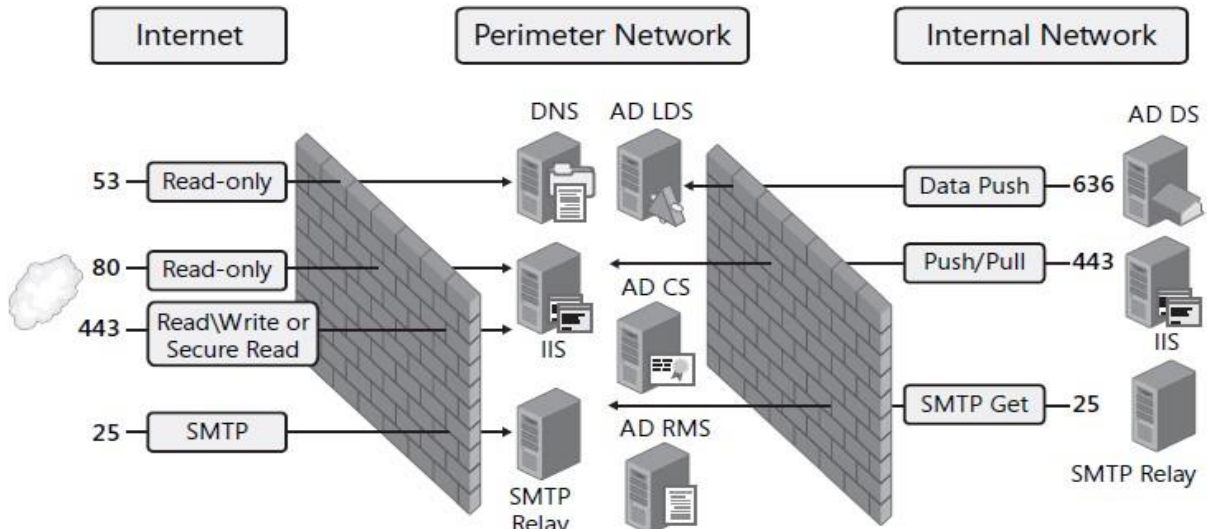 Internet
Perimeter Network
Internal Network
DNS
AD LDS
AD DS
53
Read-only
Data Push
636
80
Read-only
Push/Pull
443
AD CS
443
Read\Write or
Secure Read
IIS
IIS
25
SMTP
SMTP Get
25
AD RMS
SMTP
Relay
SMTP Relay